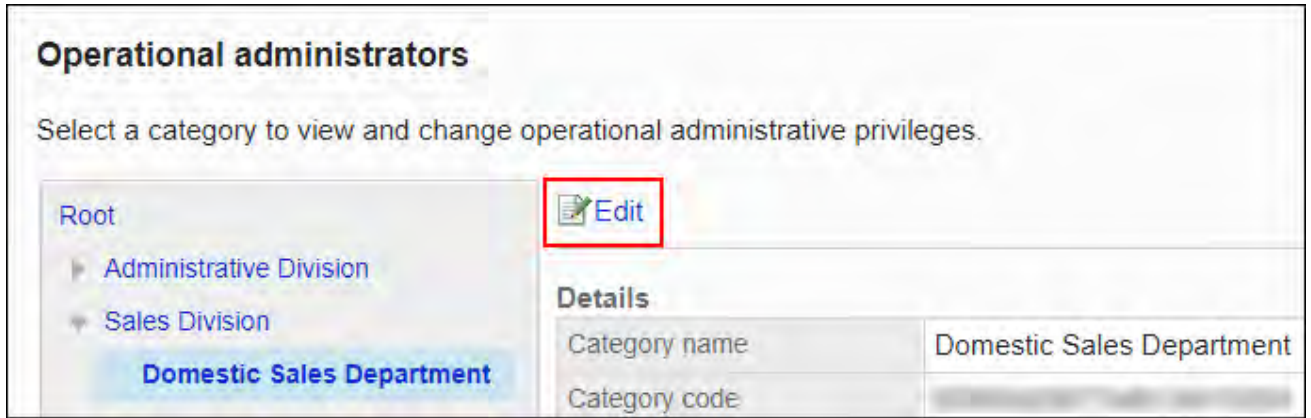 Operational administrators
Select a category to view and change operational administrative privileges.
Root
Administrative Division
Sales Division
Domestic Sales Department
Edit
Details
Category name Domestic Sales Department
Category code